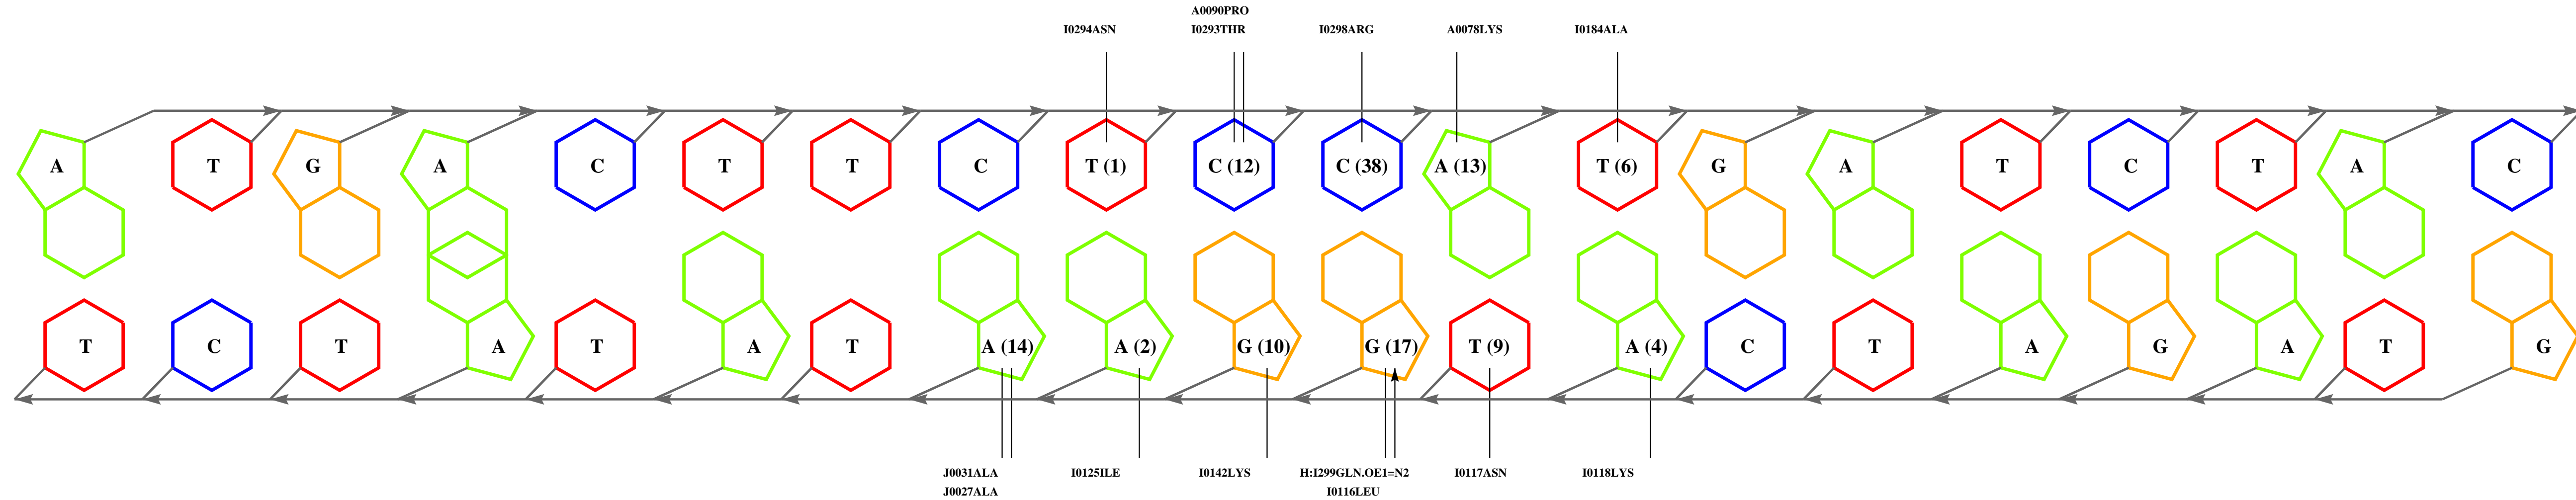 A0090PRO
I0294ASN I0293THR I0298ARG A0078LYS I0184ALA
A T G A C T T C T (1) C (12) C (38) A (13) T (6) G A T C T A C
T C T A T A T A (14) A (2) G (10) G (17) T (9) A (4) C T A G A T G
J0031ALA I0125ILE I0142LYS H:I299GLN.OE1=N2 I0117ASN I0118LYS
J0027ALA I0116LEU